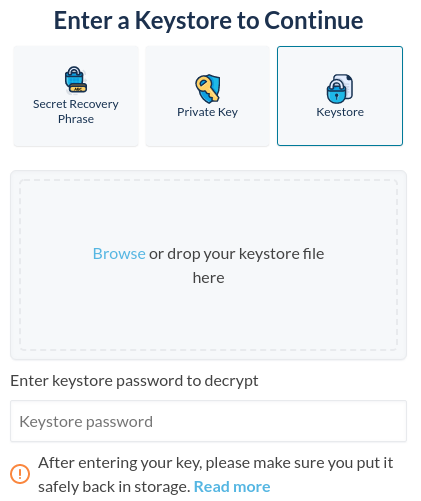 Enter a Keystore to Continue
Secret Recovery
Phrase
Private Key
Keystore
Browse or drop your keystore file
here
Enter keystore password to decrypt
Keystore password
After entering your key, please make sure you put it
safely back in storage. Read more